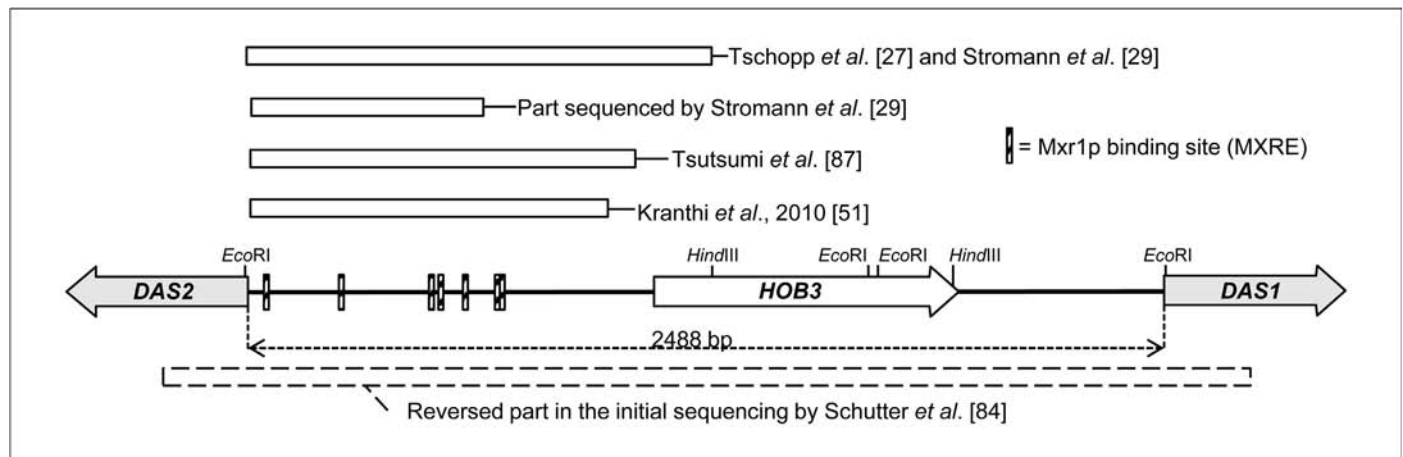 Tschopp et al. [27] and Stromann et al. [29]
Part sequenced by Stromann et al. [29]
= Mxr1p binding site (MXRE)
Tsutsumi et al. [87]
Kranthi et al., 2010 [51]
EcoRI HindIII EcoRI EcoRI HindIII EcoRI
DAS2 HOB3 DAS1
2488 bp
Reversed part in the initial sequencing by Schutter et al. [84]